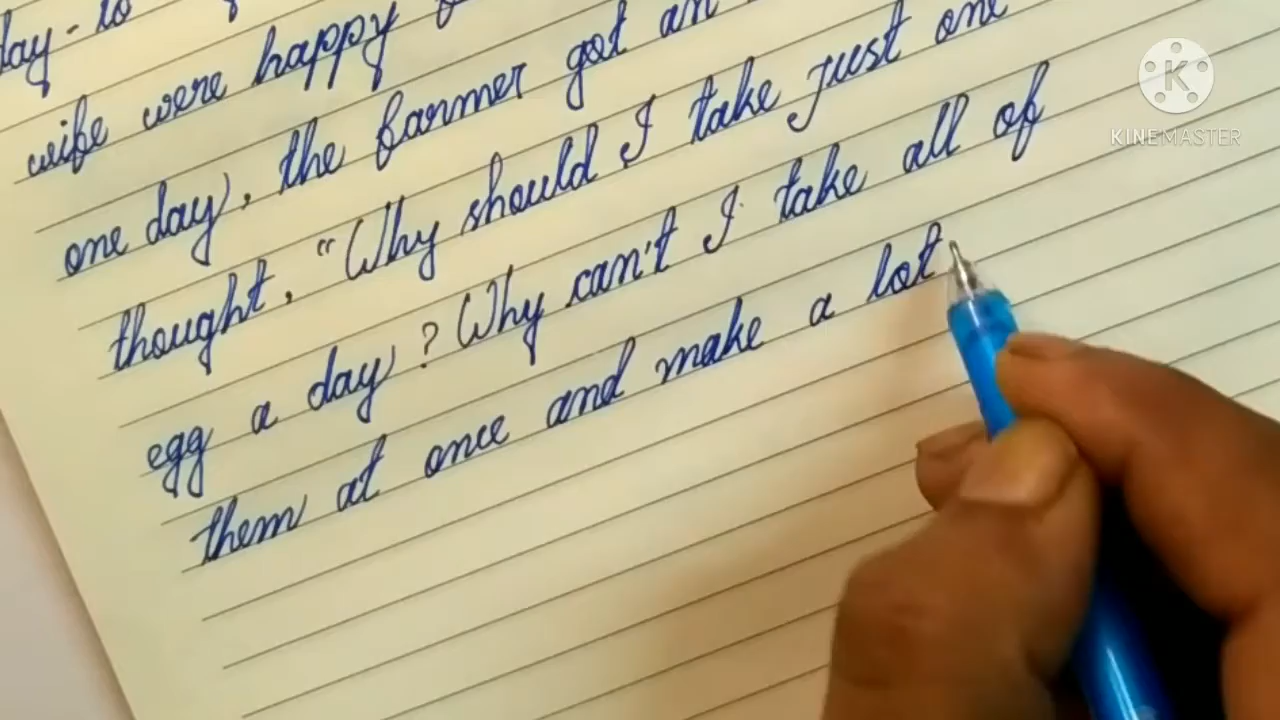 day - to
wife were happy
one day, the farmer got an
thought, "Why should I take just one
egg a day? Why can't I take all of
them at once and make a lot
KINEMASTER